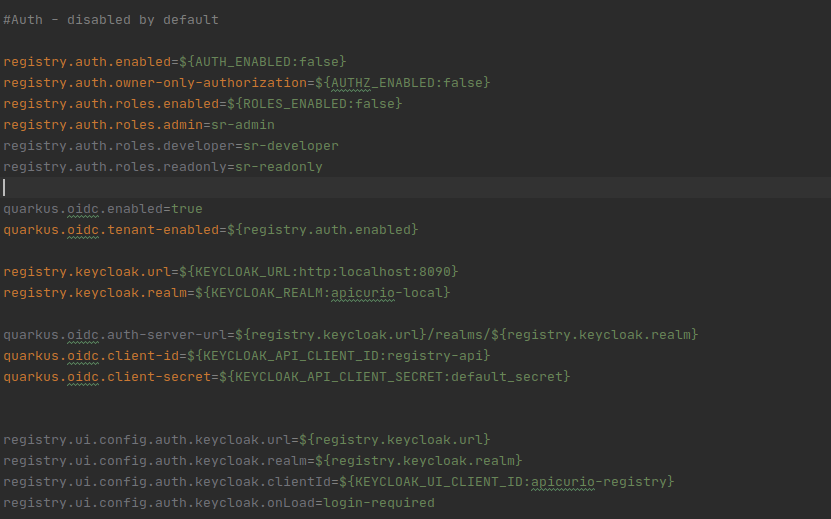 #Auth - disabled by default
registry.auth.enabled=${AUTH_ENABLED:false}
registry.auth.owner-only-authorization=${AUTHZ_ENABLED:false}
registry.auth.roles.enabled=${ROLES_ENABLED:false}
registry.auth.roles.admin=sr-admin
registry.auth.roles.developer=sr-developer
registry.auth.roles.readonly=sr-readonly
quarkus.oidc.enabled=true
quarkus.oidc.tenant-enabled=${registry.auth.enabled}
registry.keycloak.url=${KEYCLOAK_URL:http:localhost:8090}
registry.keycloak.realm=${KEYCLOAK_REALM:apicurio-local}
quarkus.oidc.auth-server-url=${registry.keycloak.url}/realms/${registry.keycloak.realm}
quarkus.oidc.client-id=${KEYCLOAK_API_CLIENT_ID:registry-api}
quarkus.oidc.client-secret=${KEYCLOAK_API_CLIENT_SECRET:default_secret}
registry.ui.config.auth.keycloak.url=${registry.keycloak.url}
registry.ui.config.auth.keycloak.realm=${registry.keycloak.realm}
registry.ui.config.auth.keycloak.clientId=${KEYCLOAK_UI_CLIENT_ID:apicurio-registry}
registry.ui.config.auth.keycloak.onLoad=login-required